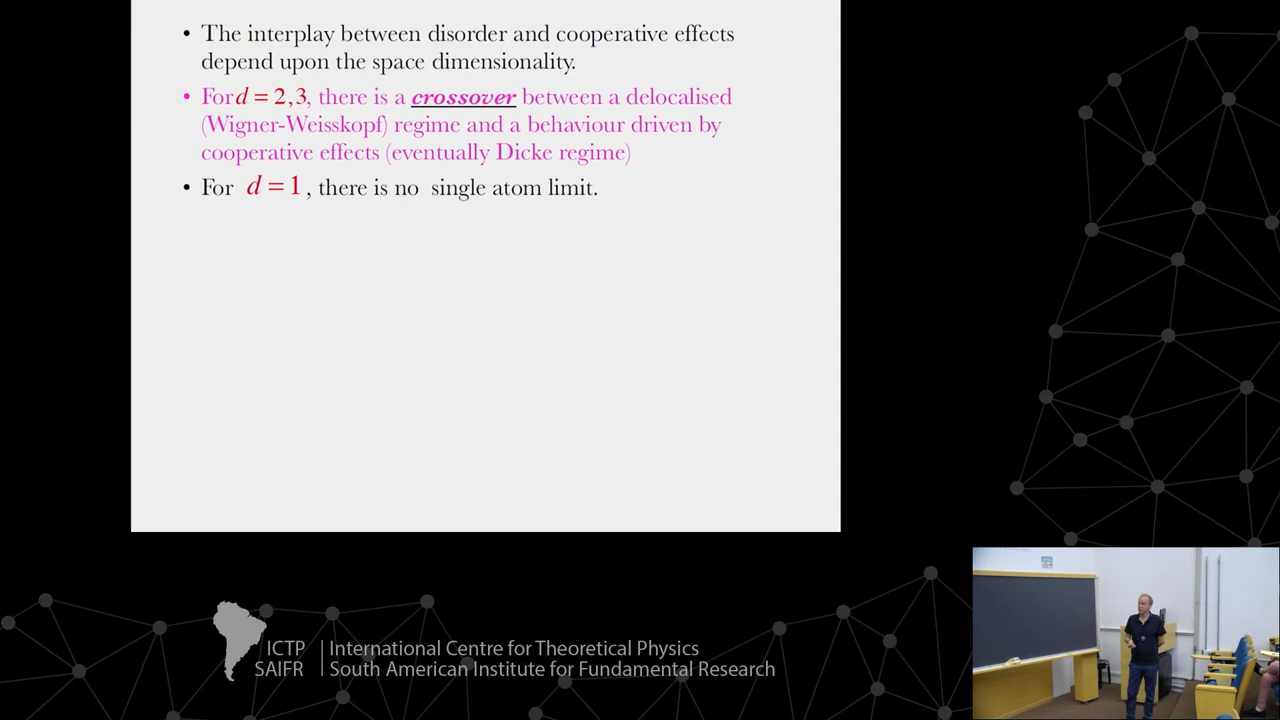 • The interplay between disorder and cooperative effects
depend upon the space dimensionality.
• For d = 2,3, there is a crossover between a delocalised
(Wigner-Weisskopf) regime and a behaviour driven by
cooperative effects (eventually Dicke regime)
• For d = 1, there is no single atom limit.
ICTP | International Centre for Theoretical Physics
SAIFR | South American Institute for Fundamental Research